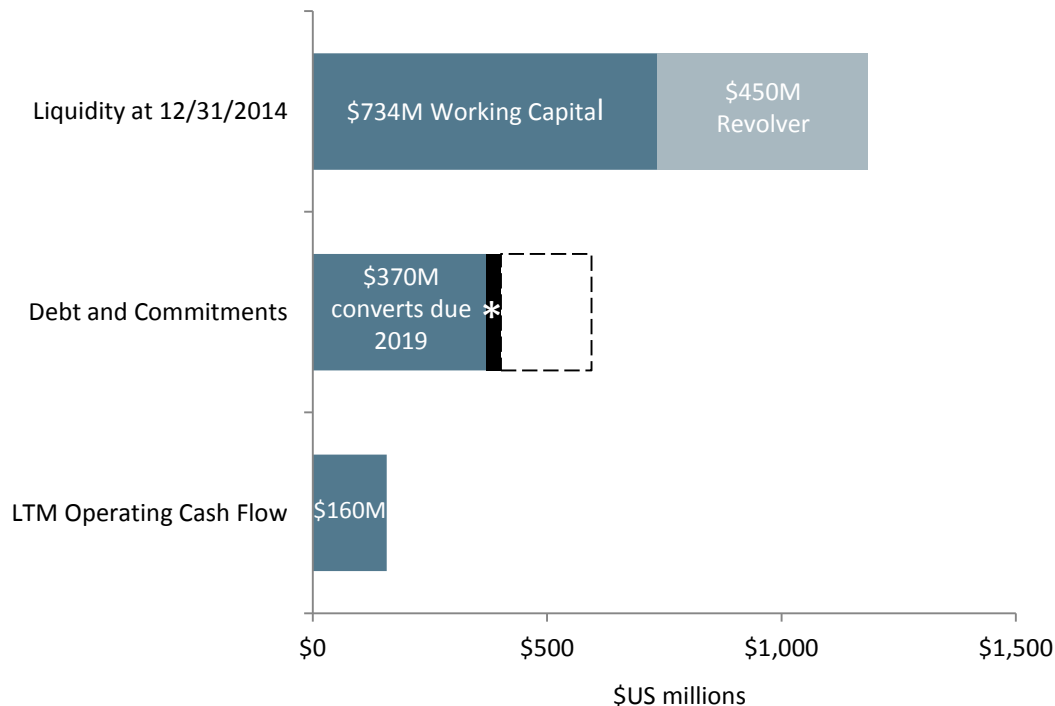 Liquidity at 12/31/2014
$734M Working Capital
$450M
Revolver
Debt and Commitments
$370M
converts due
2019
*
LTM Operating Cash Flow
$160M
$0 $500 $1,000 $1,500
$US millions